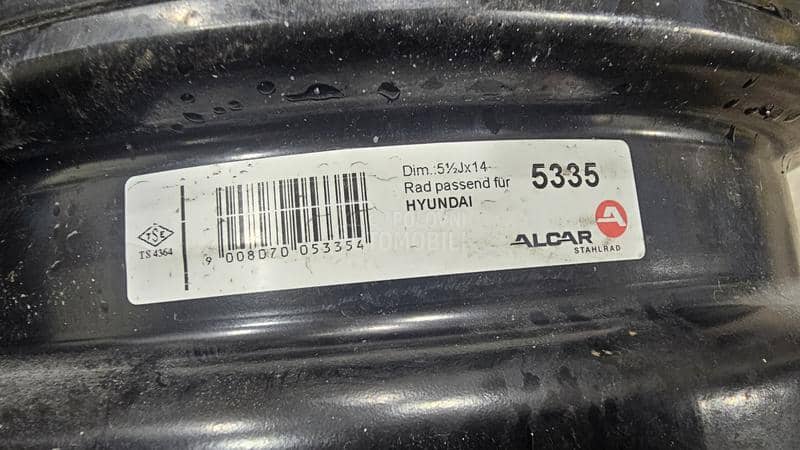 Dim.:5½Jx14
Rad passend für
HYUNDAI
5335
TSE
TS 4364
9 008070 053354
ALCAR
STAHLRAD